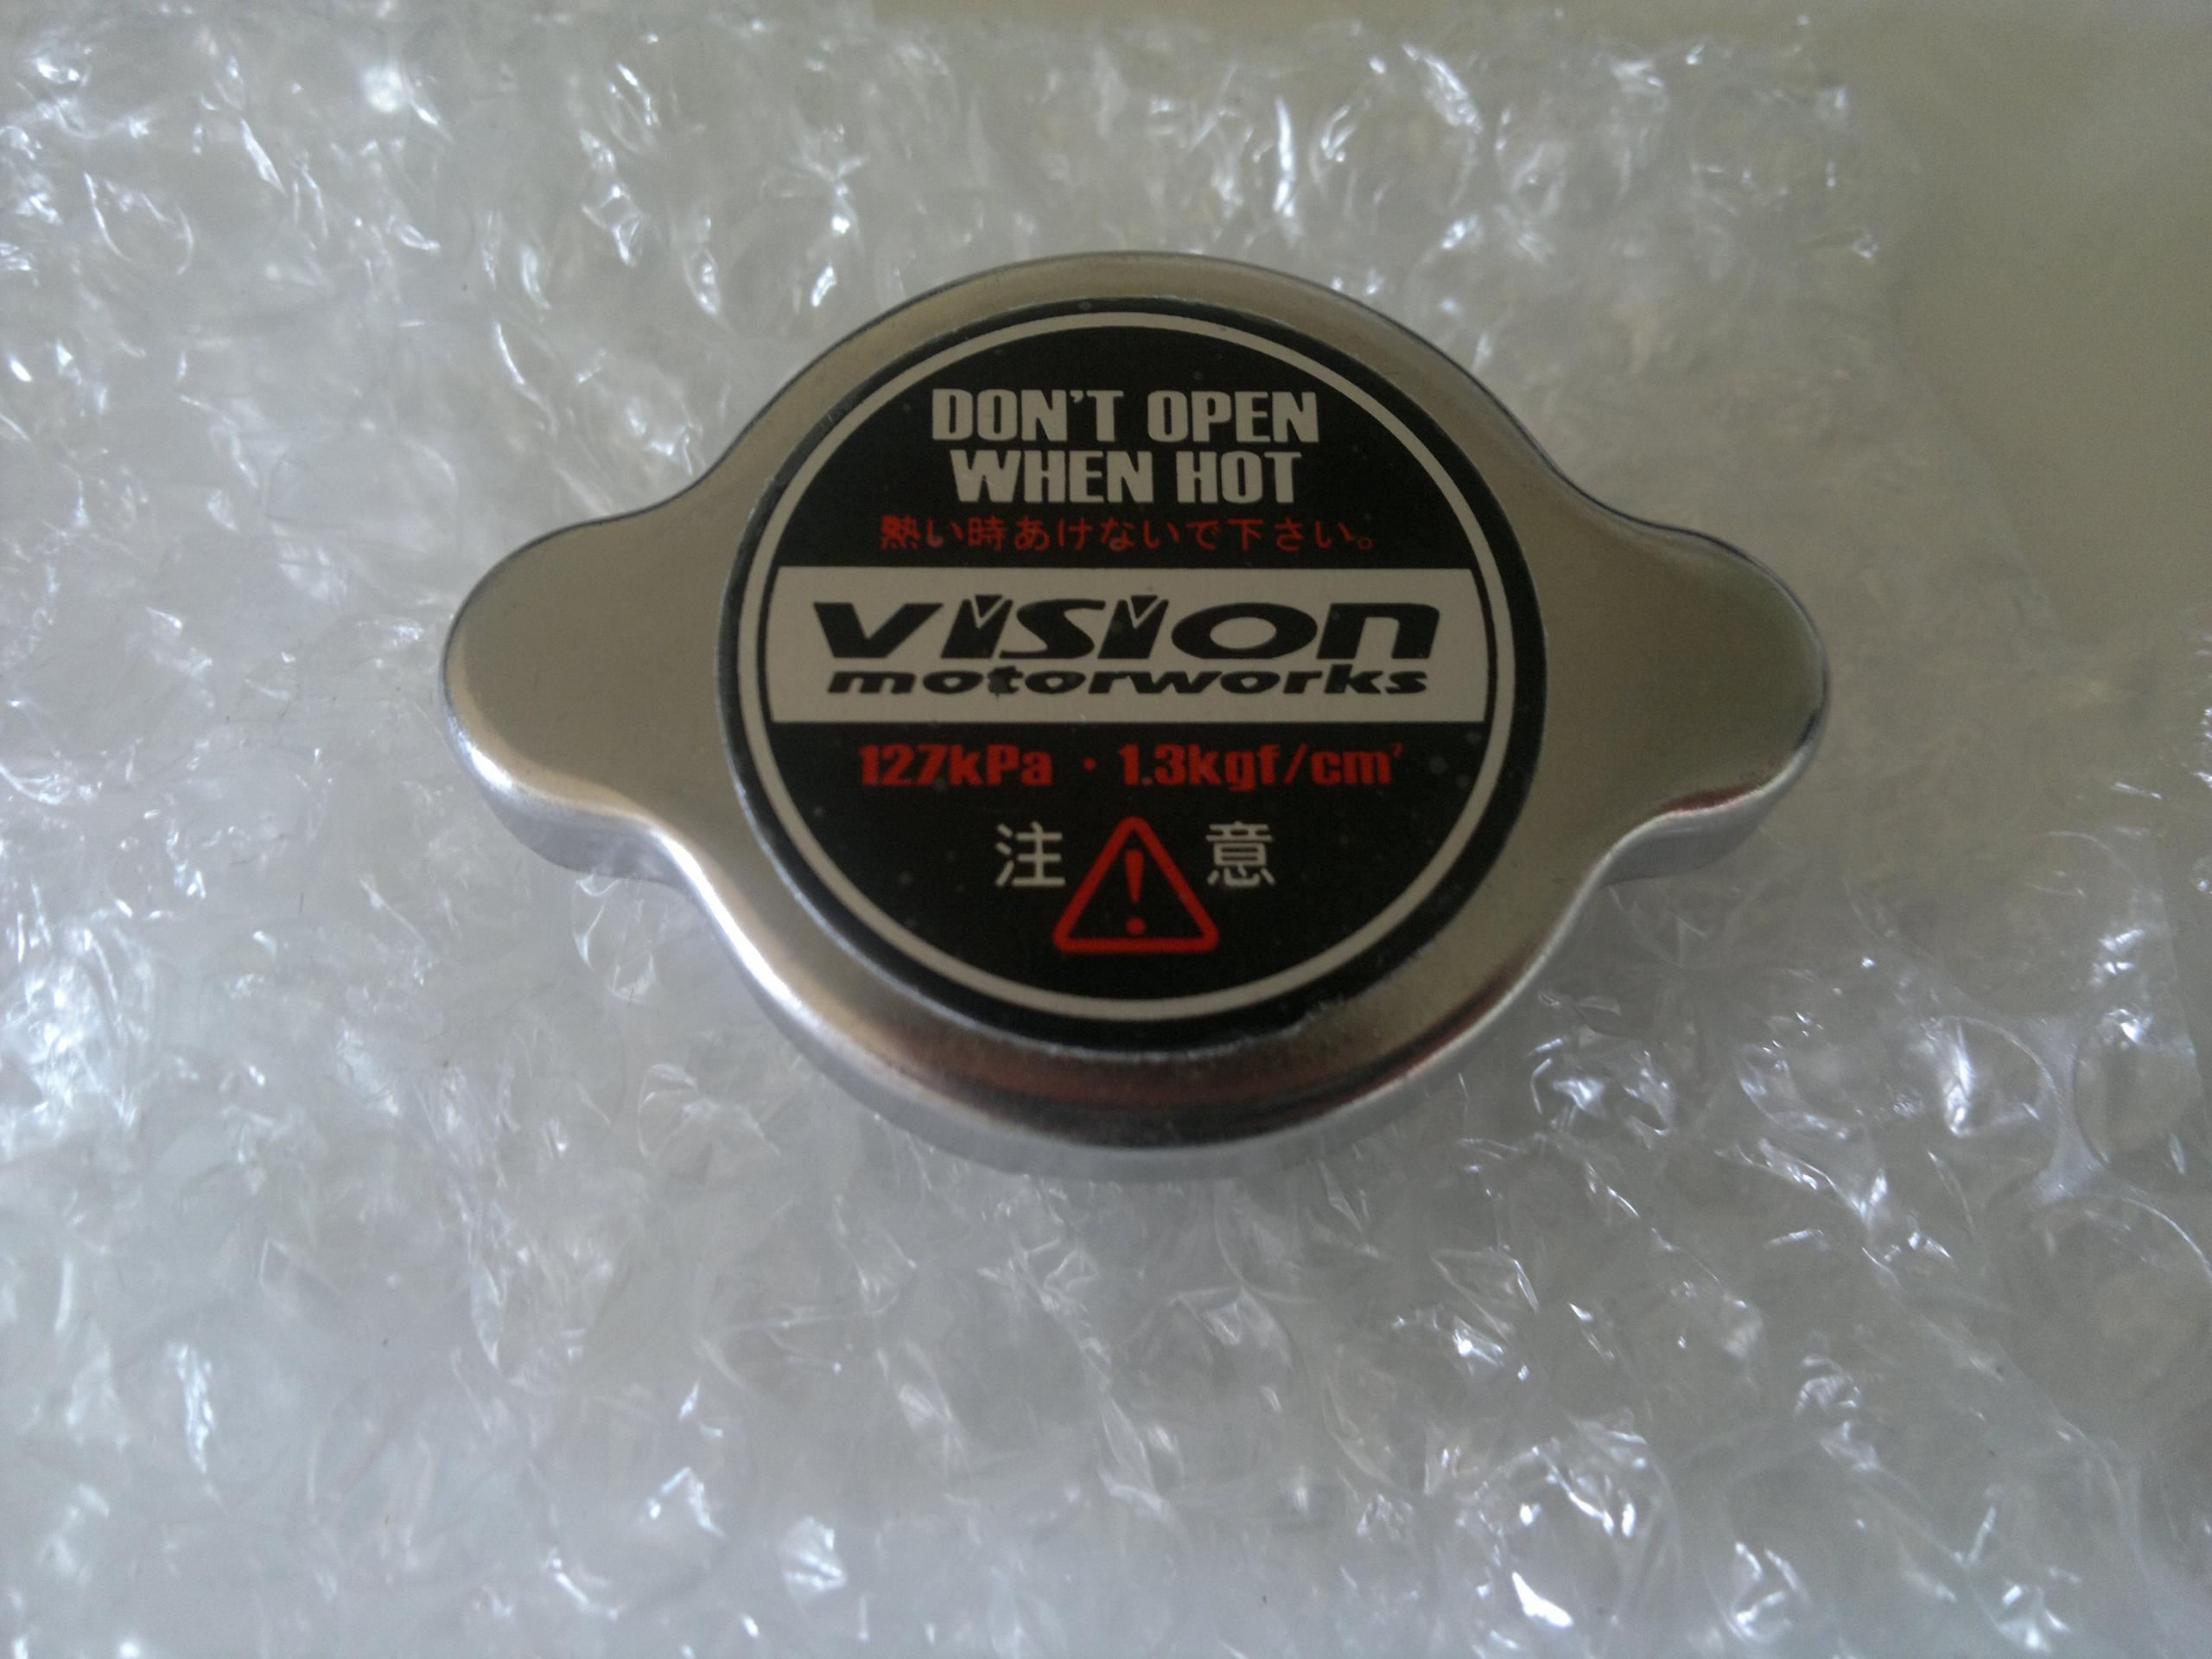 DON'T OPEN
WHEN HOT
熱い時あけないで下さい。
vision
motorworks
127kPa・1.3kgf/cm²
注 ! 意